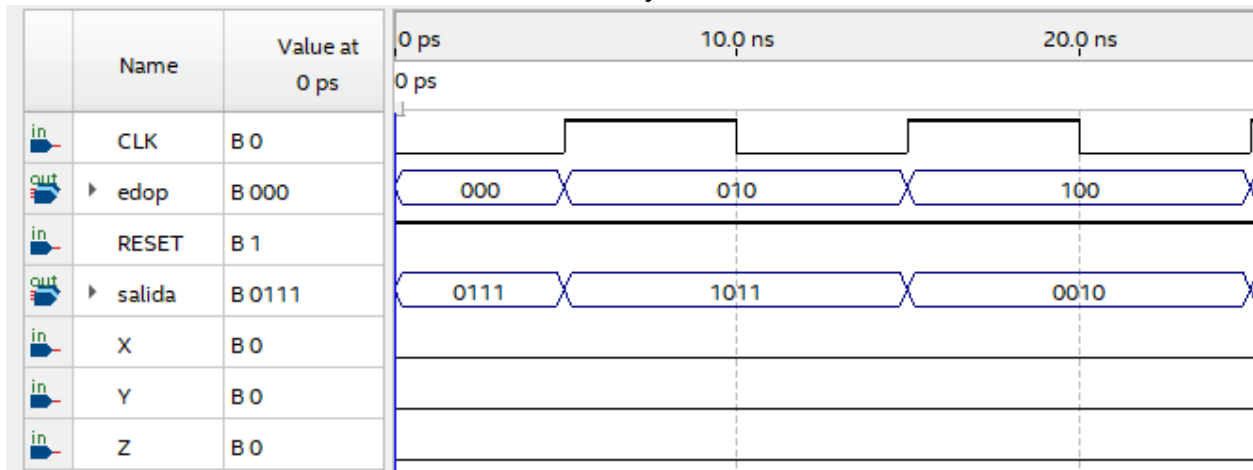 Name Value at 0 ps 0 ps 10.0 ns 20.0 ns
0 ps
in CLK B 0
out edop B 000 000 010 100
in RESET B 1
out salida B 0111 0111 1011 0010
in X B 0
in Y B 0
in Z B 0